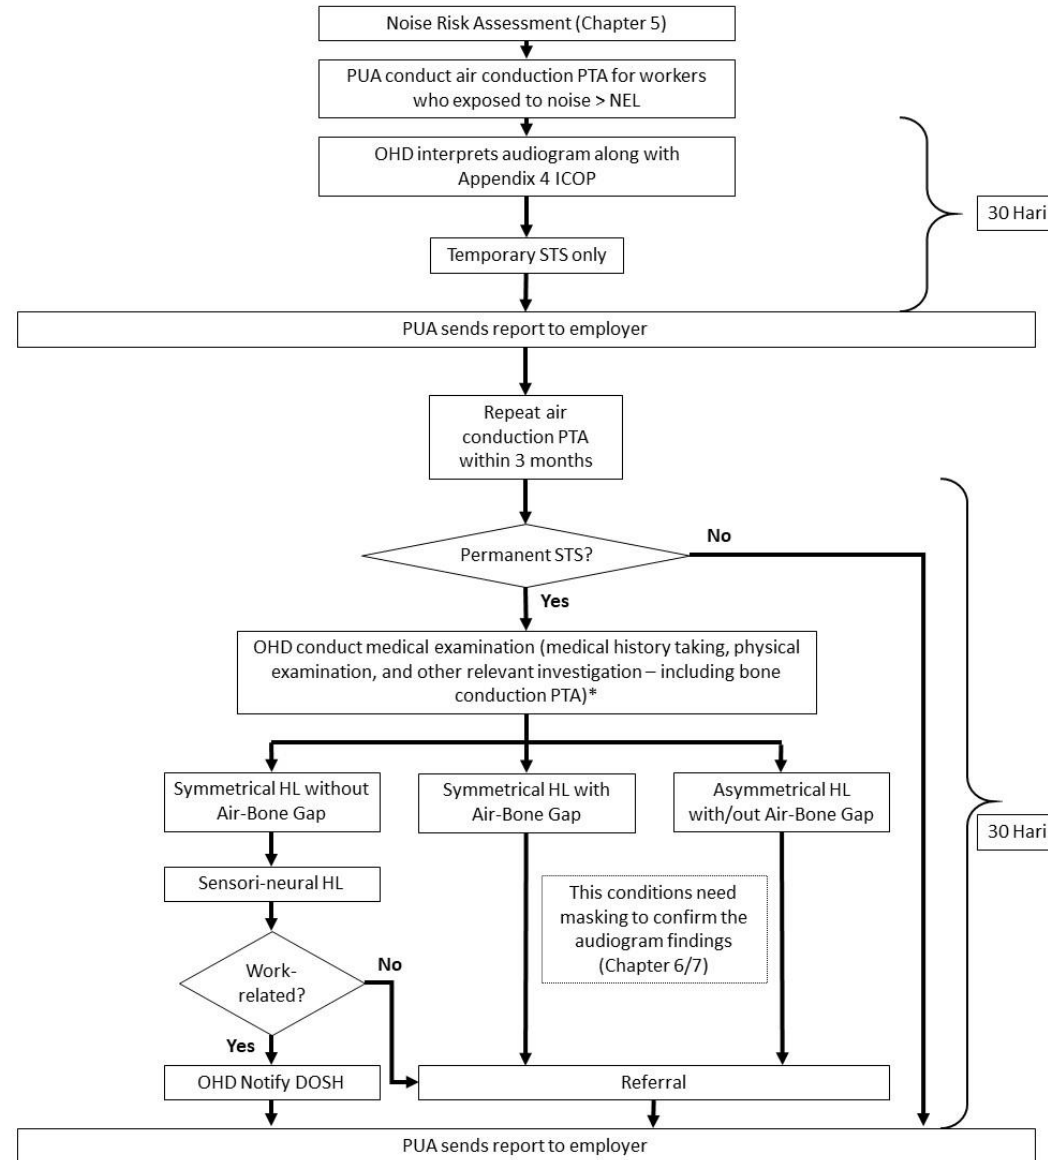 Noise Risk Assessment (Chapter 5)
PUA conduct air conduction PTA for workers
who exposed to noise > NEL
OHD interprets audiogram along with
Appendix 4 ICOP
30 Hari
Temporary STS only
PUA sends report to employer
Repeat air
conduction PTA
within 3 months
Permanent STS?
No
Yes
OHD conduct medical examination (medical history taking, physical
examination, and other relevant investigation – including bone
conduction PTA)*
Symmetrical HL without
Air-Bone Gap
Symmetrical HL with
Air-Bone Gap
Asymmetrical HL
with/out Air-Bone Gap
30 Hari
Sensori-neural HL
This conditions need
masking to confirm the
audiogram findings
(Chapter 6/7)
Work-
related?
No
Yes
OHD Notify DOSH
Referral
PUA sends report to employer